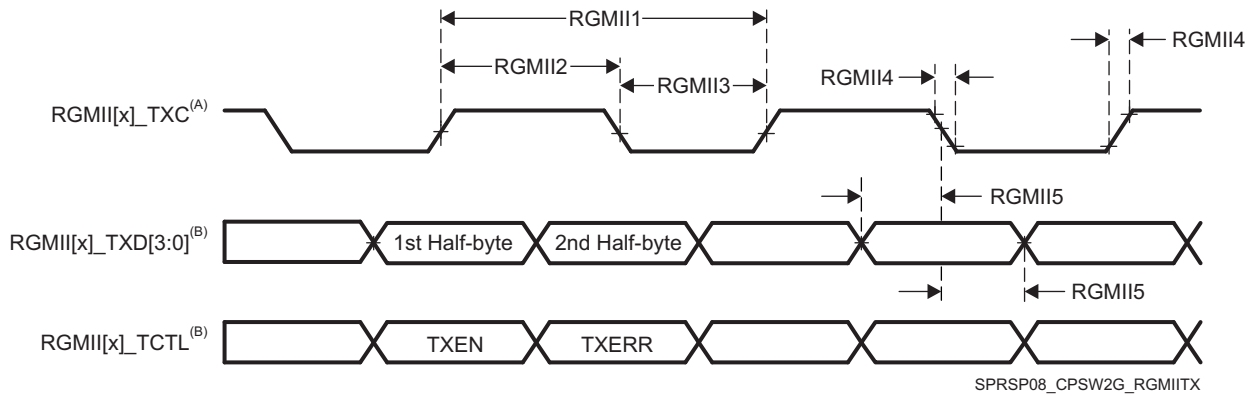 RGMII1
RGMII4
RGMII2
RGMII4
RGMII3
RGMII[x]_TXC(A)
RGMII5
RGMII[x]_TXD[3:0](B)
1st Half-byte
2nd Half-byte
RGMII5
RGMII[x]_TCTL(B)
TXEN
TXERR
SPRSP08_CPSW2G_RGMIITX